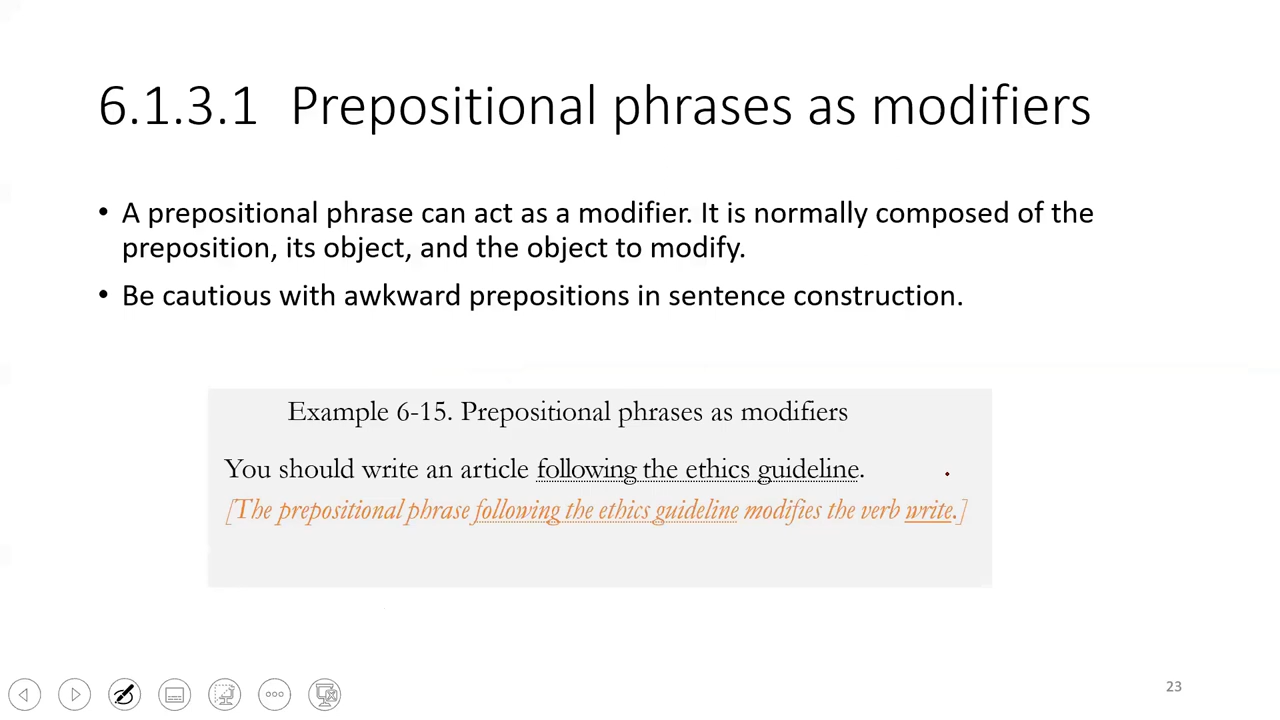 6.1.3.1 Prepositional phrases as modifiers
• A prepositional phrase can act as a modifier. It is normally composed of the
preposition, its object, and the object to modify.
• Be cautious with awkward prepositions in sentence construction.
Example 6-15. Prepositional phrases as modifiers
You should write an article following the ethics guideline.
[The prepositional phrase following the ethics guideline modifies the verb write.]
23